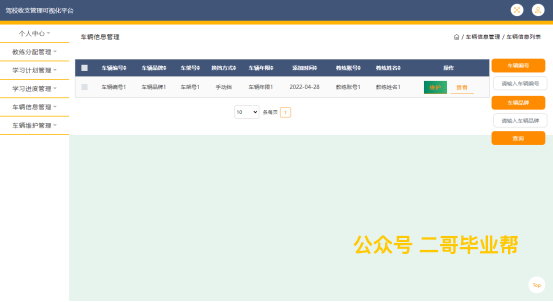 驾校收支管理可视化平台
个人中心
教练分配管理
学习计划管理
学习进度管理
车辆信息管理
车辆维护管理
车辆信息管理
/ 车辆信息管理 / 车辆信息列表
车辆编号 车辆品牌 车牌号 换挡方式 车辆年限 添加时间 教练账号 教练姓名 操作
车辆编号1 车辆品牌1 车牌号1 手动档 车辆年限1 2022-04-28 教练账号1 教练姓名1 维护 查看
10 条每页 1
车辆编号
请输入车辆编号
车辆品牌
请输入车辆品牌
查询
公众号 二哥毕业帮
Top